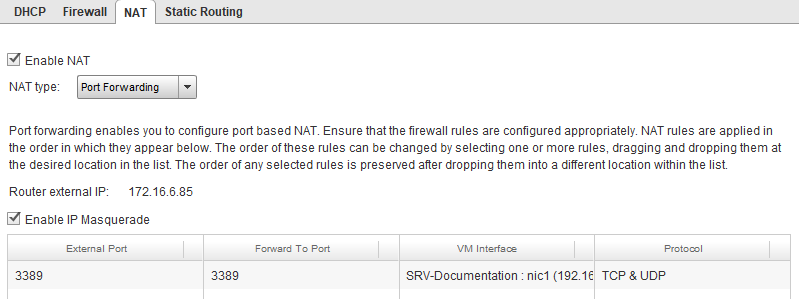 DHCP Firewall NAT Static Routing
Enable NAT
NAT type: Port Forwarding
Port forwarding enables you to configure port based NAT. Ensure that the firewall rules are configured appropriately. NAT rules are applied in
the order in which they appear below. The order of these rules can be changed by selecting one or more rules, dragging and dropping them at
the desired location in the list. The order of any selected rules is preserved after dropping them into a different location within the list.
Router external IP: 172.16.6.85
Enable IP Masquerade
External Port Forward To Port VM Interface Protocol
3389 3389 SRV-Documentation : nic1 (192.16 TCP & UDP